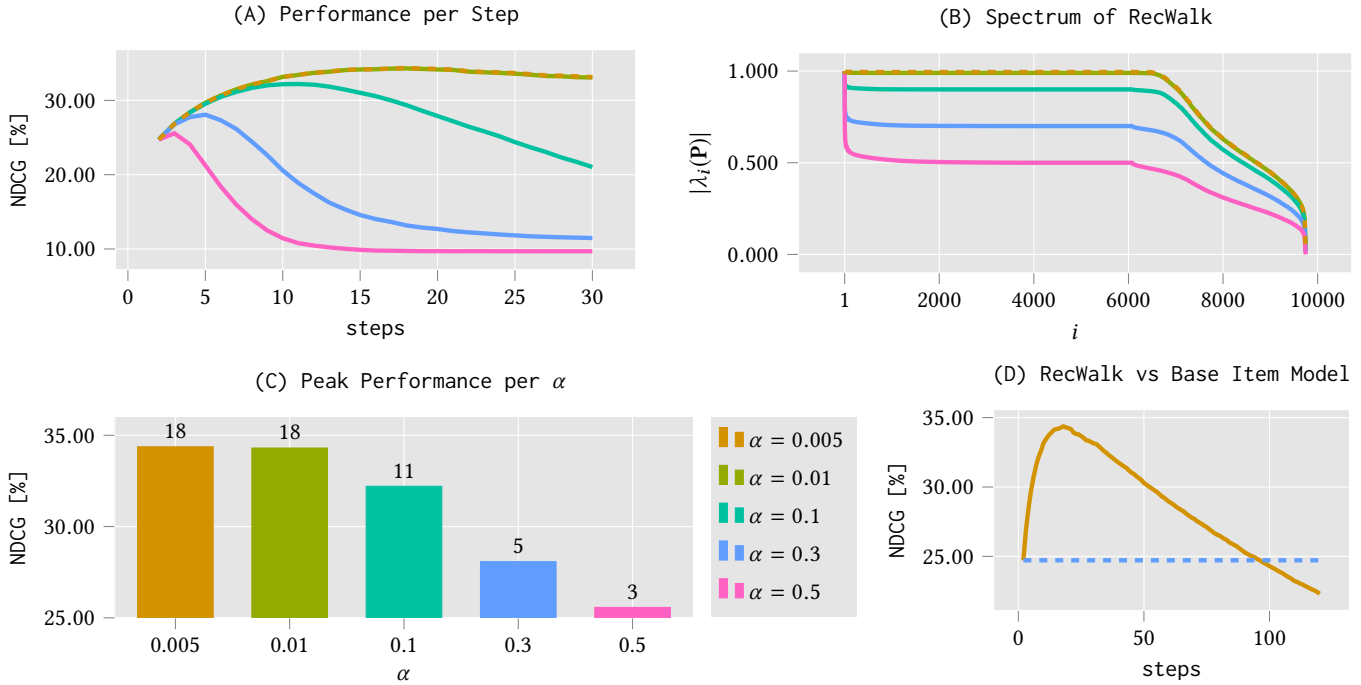 (A) Performance per Step
NDCG [%]
30.00
20.00
10.00
0 5 10 15 20 25 30
steps
(B) Spectrum of RecWalk
|λi(P)|
1.000
0.500
0.000
1 2000 4000 6000 8000 10000
i
(C) Peak Performance per α
NDCG [%]
35.00
30.00
25.00
18 18 11 5 3
0.005 0.01 0.1 0.3 0.5
α
α = 0.005
α = 0.01
α = 0.1
α = 0.3
α = 0.5
(D) RecWalk vs Base Item Model
NDCG [%]
35.00
30.00
25.00
0 50 100
steps